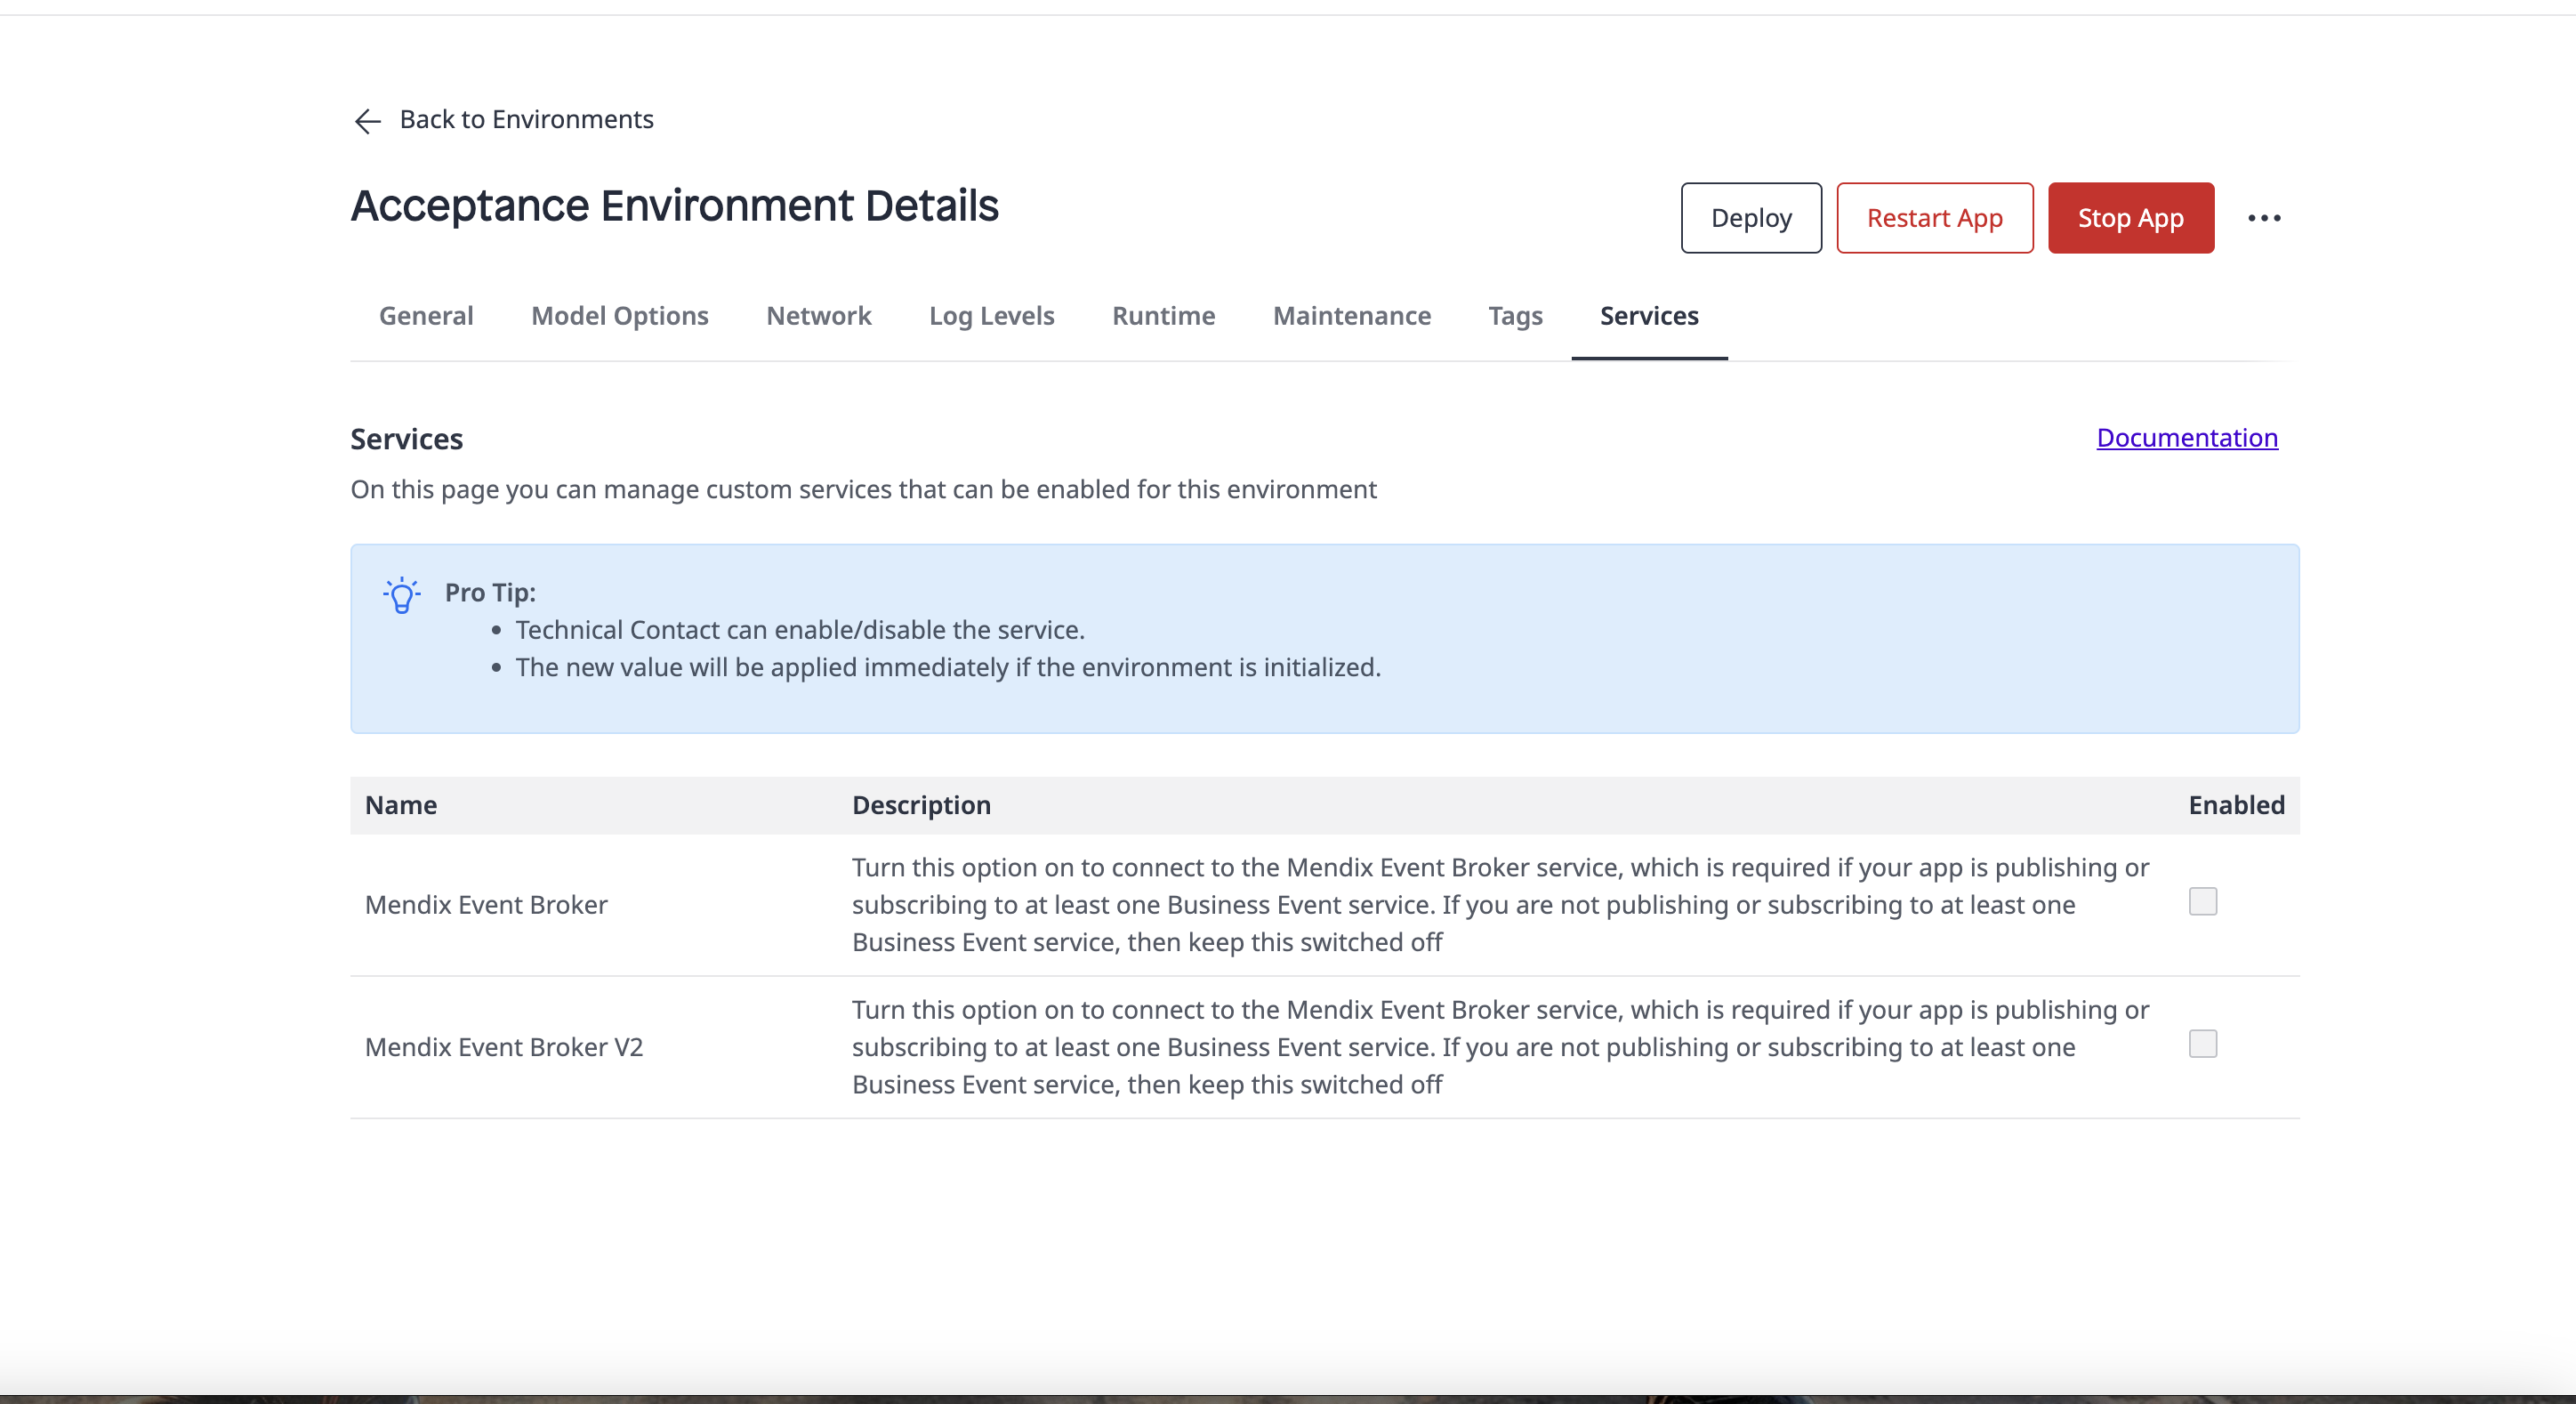 Back to Environments
Acceptance Environment Details
Deploy
Restart App
Stop App
General
Model Options
Network
Log Levels
Runtime
Maintenance
Tags
Services
Services
Documentation
On this page you can manage custom services that can be enabled for this environment
Pro Tip:
• Technical Contact can enable/disable the service.
• The new value will be applied immediately if the environment is initialized.
Name
Description
Enabled
Mendix Event Broker
Turn this option on to connect to the Mendix Event Broker service, which is required if your app is publishing or
subscribing to at least one Business Event service. If you are not publishing or subscribing to at least one
Business Event service, then keep this switched off
Mendix Event Broker V2
Turn this option on to connect to the Mendix Event Broker service, which is required if your app is publishing or
subscribing to at least one Business Event service. If you are not publishing or subscribing to at least one
Business Event service, then keep this switched off